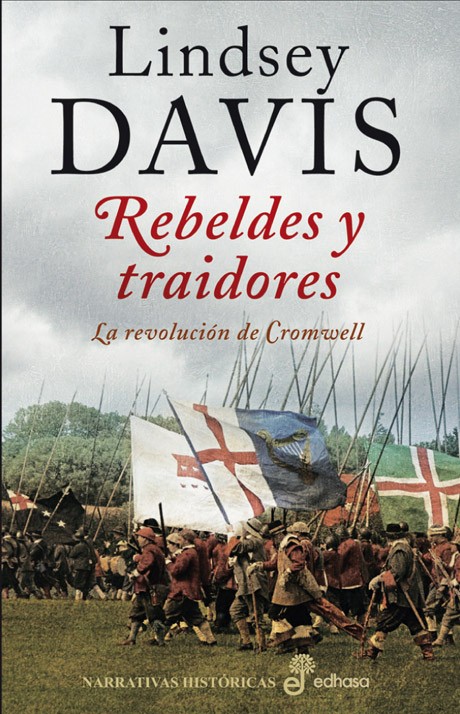 Lindsey
DAVIS
Rebeldes y
traidores
La revolución de Cromwell
NARRATIVAS HISTÓRICAS edhasa